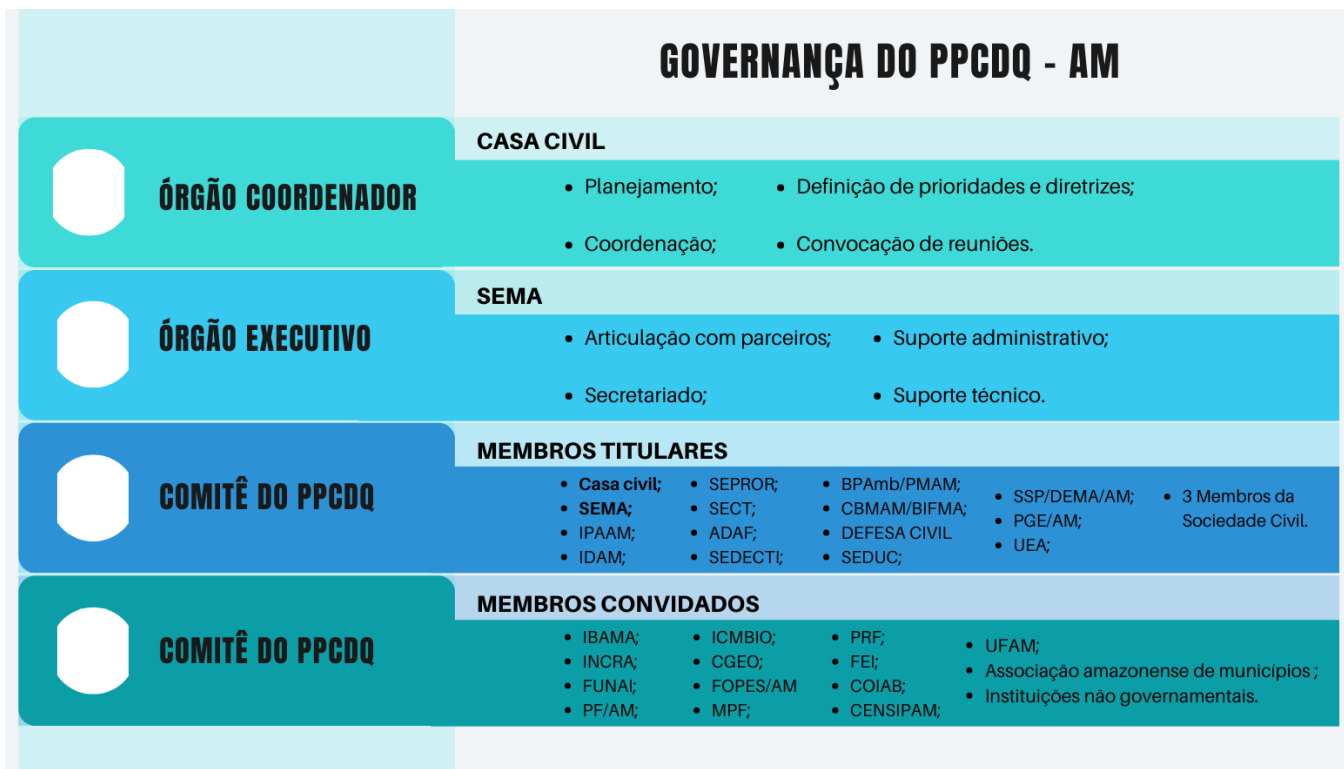 GOVERNANÇA DO PPCDQ - AM
ÓRGÃO COORDENADOR
CASA CIVIL
• Planejamento;
• Coordenação;
• Definição de prioridades e diretrizes;
• Convocação de reuniões.
ÓRGÃO EXECUTIVO
SEMA
• Articulação com parceiros;
• Secretariado;
• Suporte administrativo;
• Suporte técnico.
COMITÊ DO PPCDQ
MEMBROS TITULARES
• Casa civil;
• SEMA;
• IPAAM;
• IDAM;
• SEPROR;
• SECT;
• ADAF;
• SEDECTI;
• BPAmb/PMAM;
• CBMAM/BIFMA;
• DEFESA CIVIL
• SEDUC;
• SSP/DEMA/AM;
• PGE/AM;
• UEA;
• 3 Membros da
Sociedade Civil.
COMITÊ DO PPCDQ
MEMBROS CONVIDADOS
• IBAMA;
• INCRA;
• FUNAI;
• PF/AM;
• ICMBIO;
• CGEO;
• FOPES/AM
• MPF;
• PRF;
• FEI;
• COIAB;
• CENSIPAM;
• UFAM;
• Associação amazonense de municípios ;
• Instituições não governamentais.